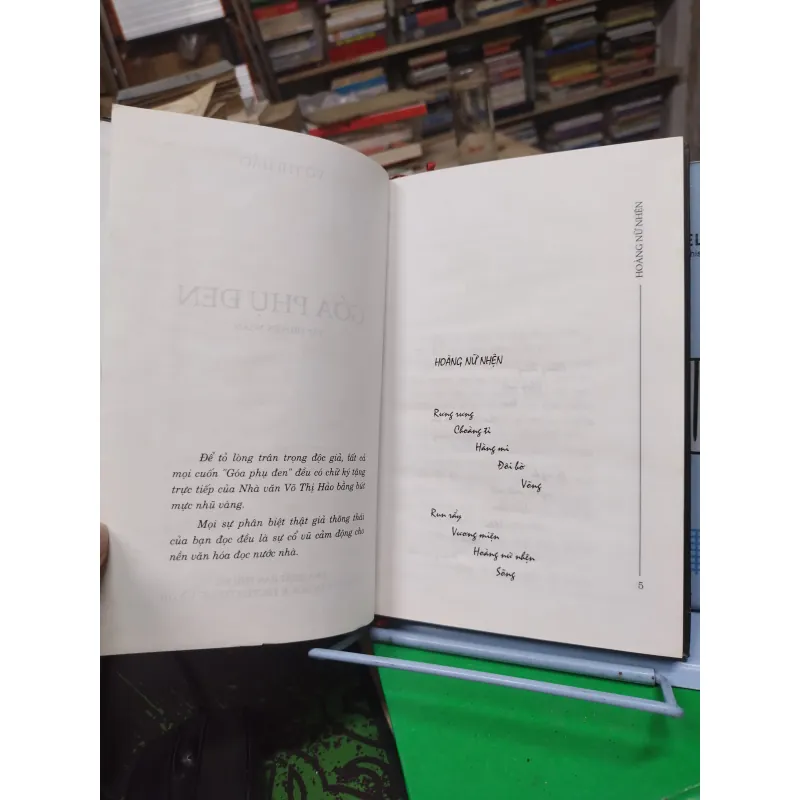 GÓA PHỤ ĐEN
Để tỏ lòng trân trọng độc giả, tất cả
mọi cuốn "Góa phụ đen" đều có chữ ký tặng
trực tiếp của Nhà văn Võ Thị Hảo bằng bút
mực nhũ vàng.
Mọi sự phân biệt thật giả thông thái
của bạn đọc đều là sự cổ vũ cảm động cho
nền văn hóa đọc nước nhà.
HOÀNG NỮ NHỆN
HOÀNG NỮ NHỆN
Rưng rưng
Choàng ti
Hàng mi
Đôi bờ
Võng
Run rẩy
Vương miện
Hoàng nữ nhện
Sông
5